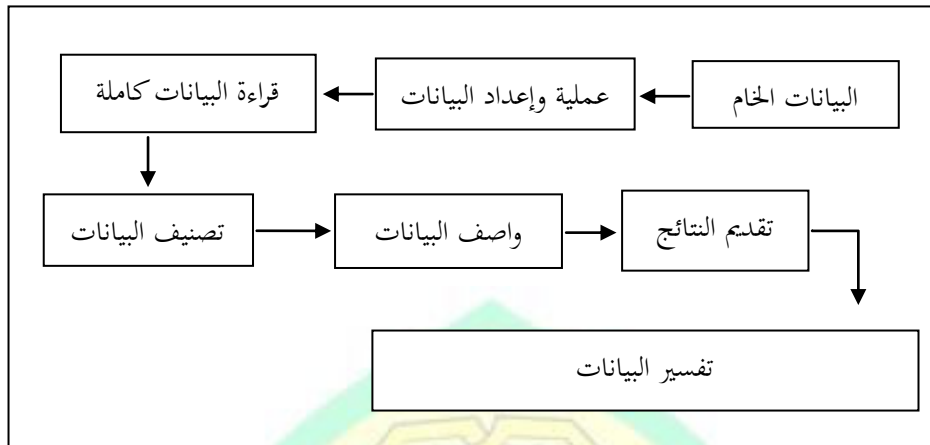 البيانات الخام
عملية وإعداد البيانات
قراءة البيانات كاملة
تصنيف البيانات
واصف البيانات
تقديم النتائج
تفسير البيانات